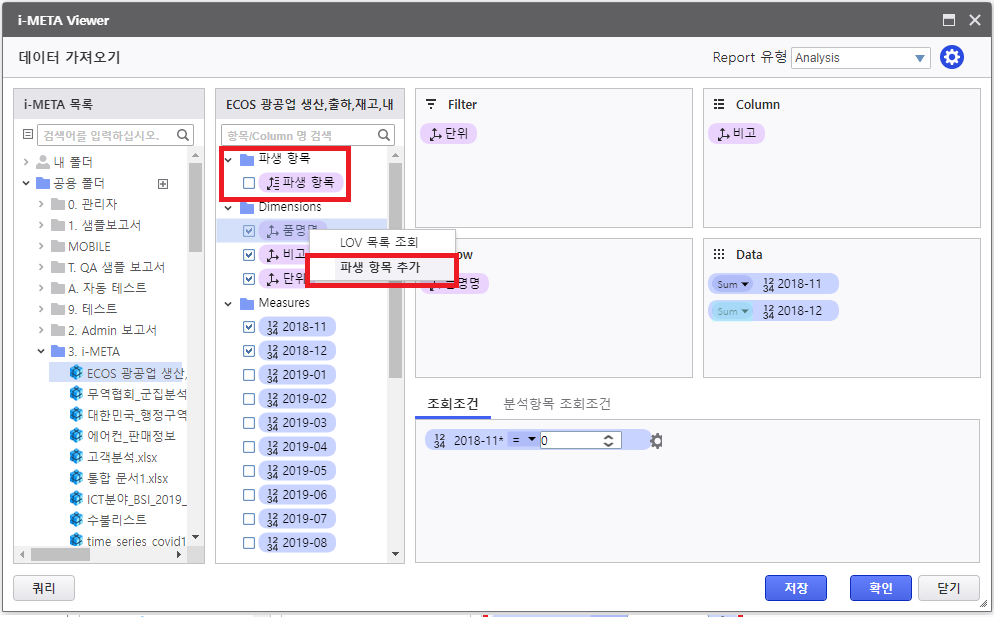 i-META Viewer
데이터 가져오기
Report 유형 Analysis
i-META 목록
검색어를 입력하십시오.
내 폴더
공용 폴더
0. 관리자
1. 샘플보고서
MOBILE
T. QA 샘플 보고서
A. 자동 테스트
9. 테스트
2. Admin 보고서
3. i-META
ECOS 광공업 생산,
무역협회_군집분석
대한민국_행정구역
에어컨_판매정보
고객분석.xlsx
통합 문서1.xlsx
ICT분야_BSI_2019_
수불리스트
time series covid1
ECOS 광공업 생산,출하,재고,내
항목/Column 명 검색
파생 항목
파생 항목
Dimensions
품명명
비고
단위
LOV 목록 조회
파생 항목 추가
Measures
2018-11
2018-12
2019-01
2019-02
2019-03
2019-04
2019-05
2019-06
2019-07
2019-08
Filter
단위
Column
비고
Data
Sum 2018-11
Sum 2018-12
조회조건 분석항목 조회조건
2018-11* = 0
쿼리
저장 확인 닫기